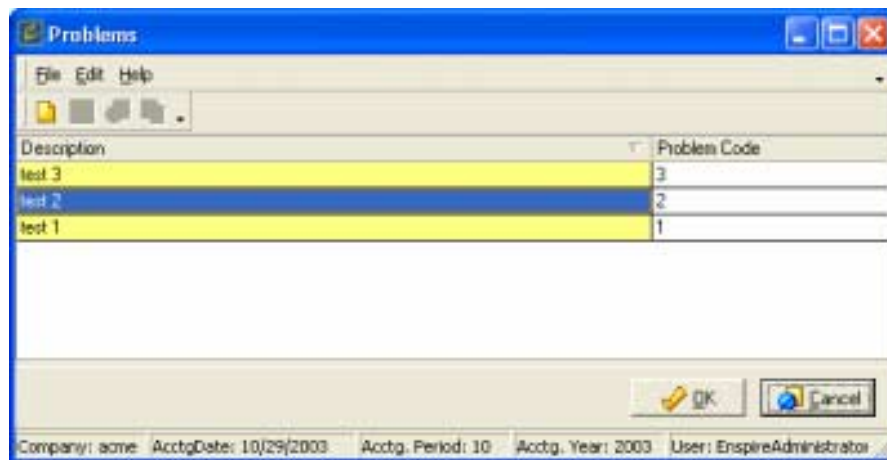 Problems
File Edit Help
Description Problem Code
test 3 3
test 2 2
test 1 1
OK Cancel
Company: acme AcctgDate: 10/29/2003 Acctg. Period: 10 Acctg. Year: 2003 User: EnspireAdministrator